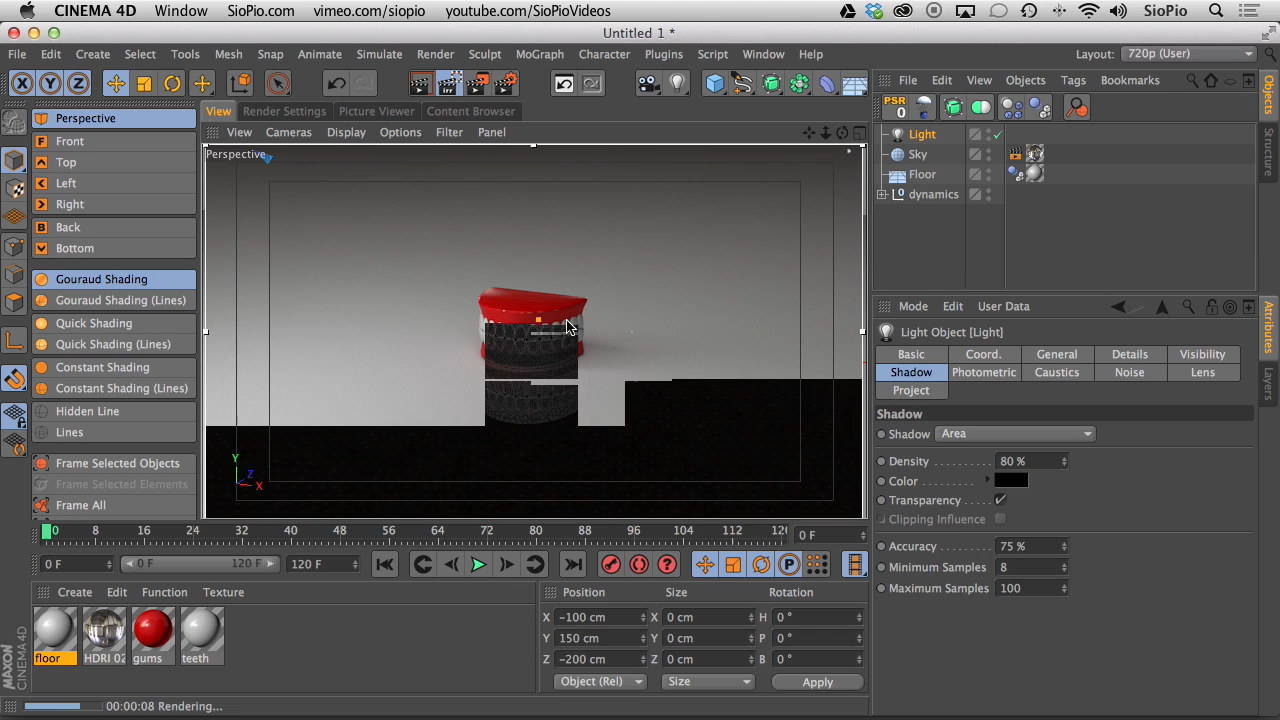 CINEMA 4D Window SioPio.com vimeo.com/siopio youtube.com/SioPioVideos SioPio
Untitled 1 *
File Edit Create Select Tools Mesh Snap Animate Simulate Render Sculpt MoGraph Character Plugins Script Window Help Layout: 720p (User)
X Y Z
File Edit View Objects Tags Bookmarks
PSR
0
View Render Settings Picture Viewer Content Browser
View Cameras Display Options Filter Panel
Perspective
F Front
Top
Left
Right
B Back
Bottom
Gouraud Shading
Gouraud Shading (Lines)
Quick Shading
Quick Shading (Lines)
Constant Shading
Constant Shading (Lines)
Hidden Line
Lines
Frame Selected Objects
Frame Selected Elements
Frame All
Perspective
Y
Z
X
Light
Sky
Floor
dynamics
Objects
Structure
Attributes
Layers
Mode Edit User Data
Light Object [Light]
Basic Coord. General Details Visibility
Shadow Photometric Caustics Noise Lens
Project
Shadow
Shadow Area
Density 80 %
Color
Transparency
Clipping Influence
Accuracy 75 %
Minimum Samples 8
Maximum Samples 100
0 8 16 24 32 40 48 56 64 72 80 88 96 104 112 0 F
0 F 0 F 120 F 120 F
Create Edit Function Texture
floor HDRI 02 gums teeth
Position Size Rotation
X -100 cm X 0 cm H 0 °
Y 150 cm Y 0 cm P 0 °
Z -200 cm Z 0 cm B 0 °
Object (Rel) Size Apply
MAXON
CINEMA 4D
00:00:08 Rendering...